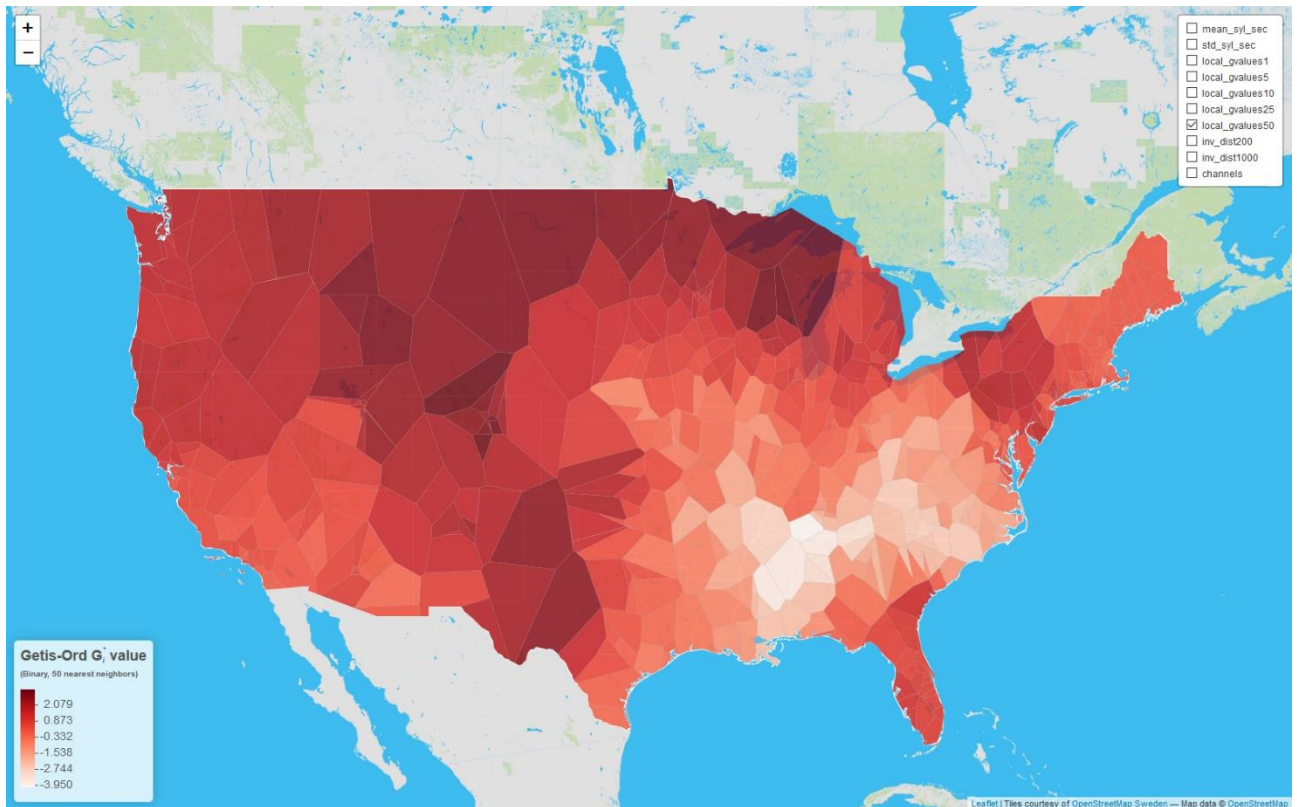 +
−
mean_syl_sec
std_syl_sec
local_gvalues1
local_gvalues5
local_gvalues10
local_gvalues25
local_gvalues50
inv_dist200
inv_dist1000
channels
Getis-Ord G*i value
(Binary, 50 nearest neighbors)
2.079
0.873
-0.332
-1.538
-2.744
-3.950
Leaflet | Tiles courtesy of OpenStreetMap Sweden — Map data © OpenStreetMap